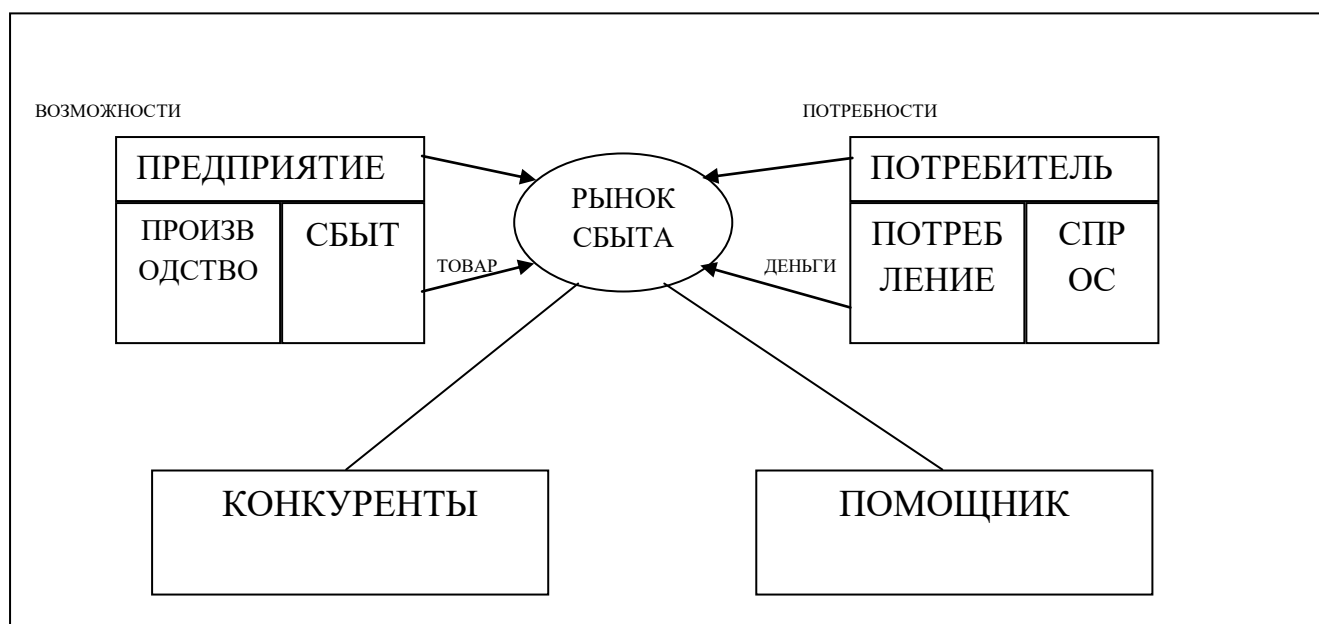 ВОЗМОЖНОСТИ
ПОТРЕБНОСТИ
ПРЕДПРИЯТИЕ
ПРОИЗВ
ОДСТВО
СБЫТ
ТОВАР
РЫНОК
СБЫТА
ДЕНЬГИ
ПОТРЕБИТЕЛЬ
ПОТРЕБ
ЛЕНИЕ
СПР
ОС
КОНКУРЕНТЫ
ПОМОЩНИК